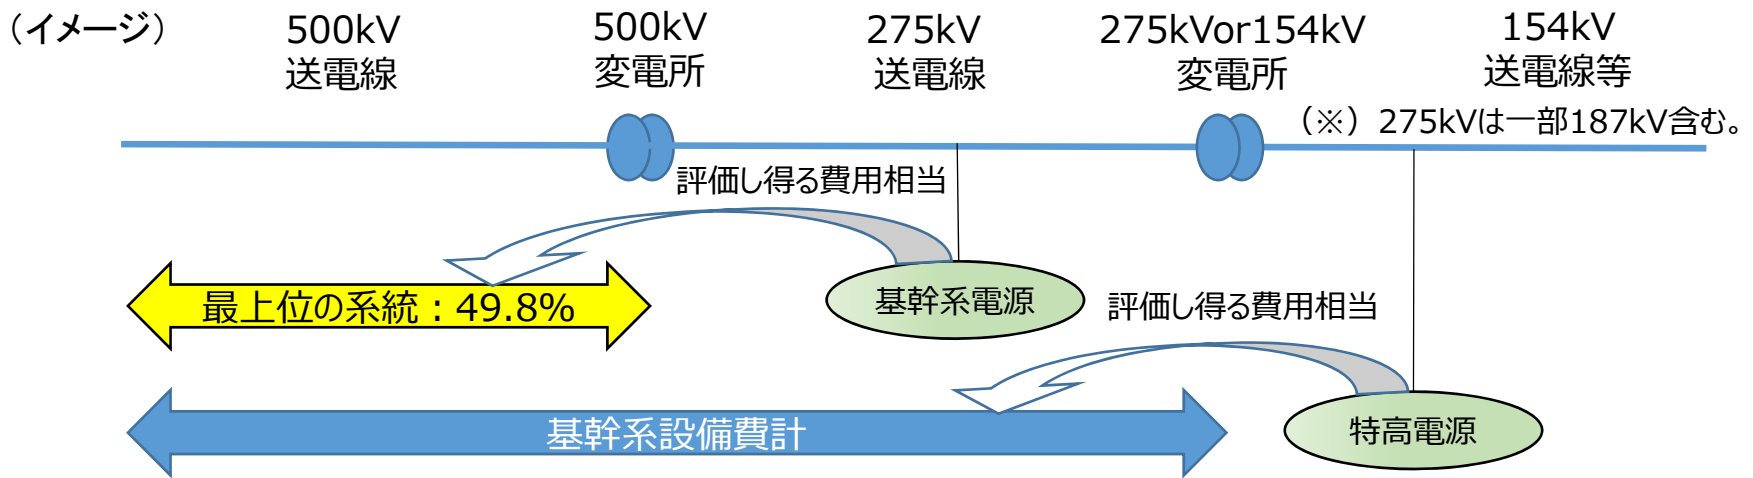 （イメージ）
500kV
送電線
500kV
変電所
275kV
送電線
275kVor154kV
変電所
154kV
送電線等
（※）275kVは一部187kV含む。
評価し得る費用相当
最上位の系統：49.8%
基幹系電源
評価し得る費用相当
基幹系設備費計
特高電源